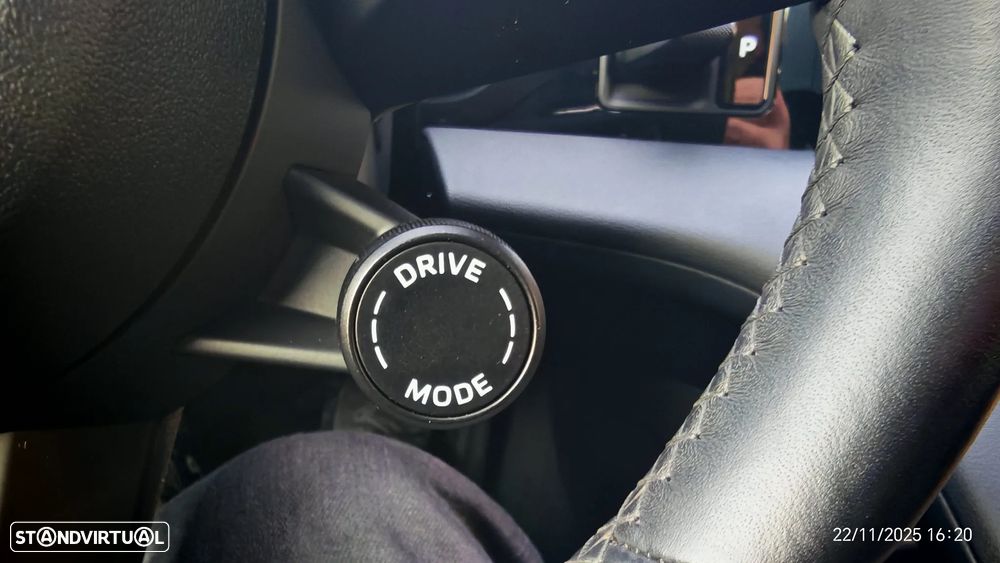 P
DRIVE
MODE
STANDVIRTUAL
22/11/2025 16:20